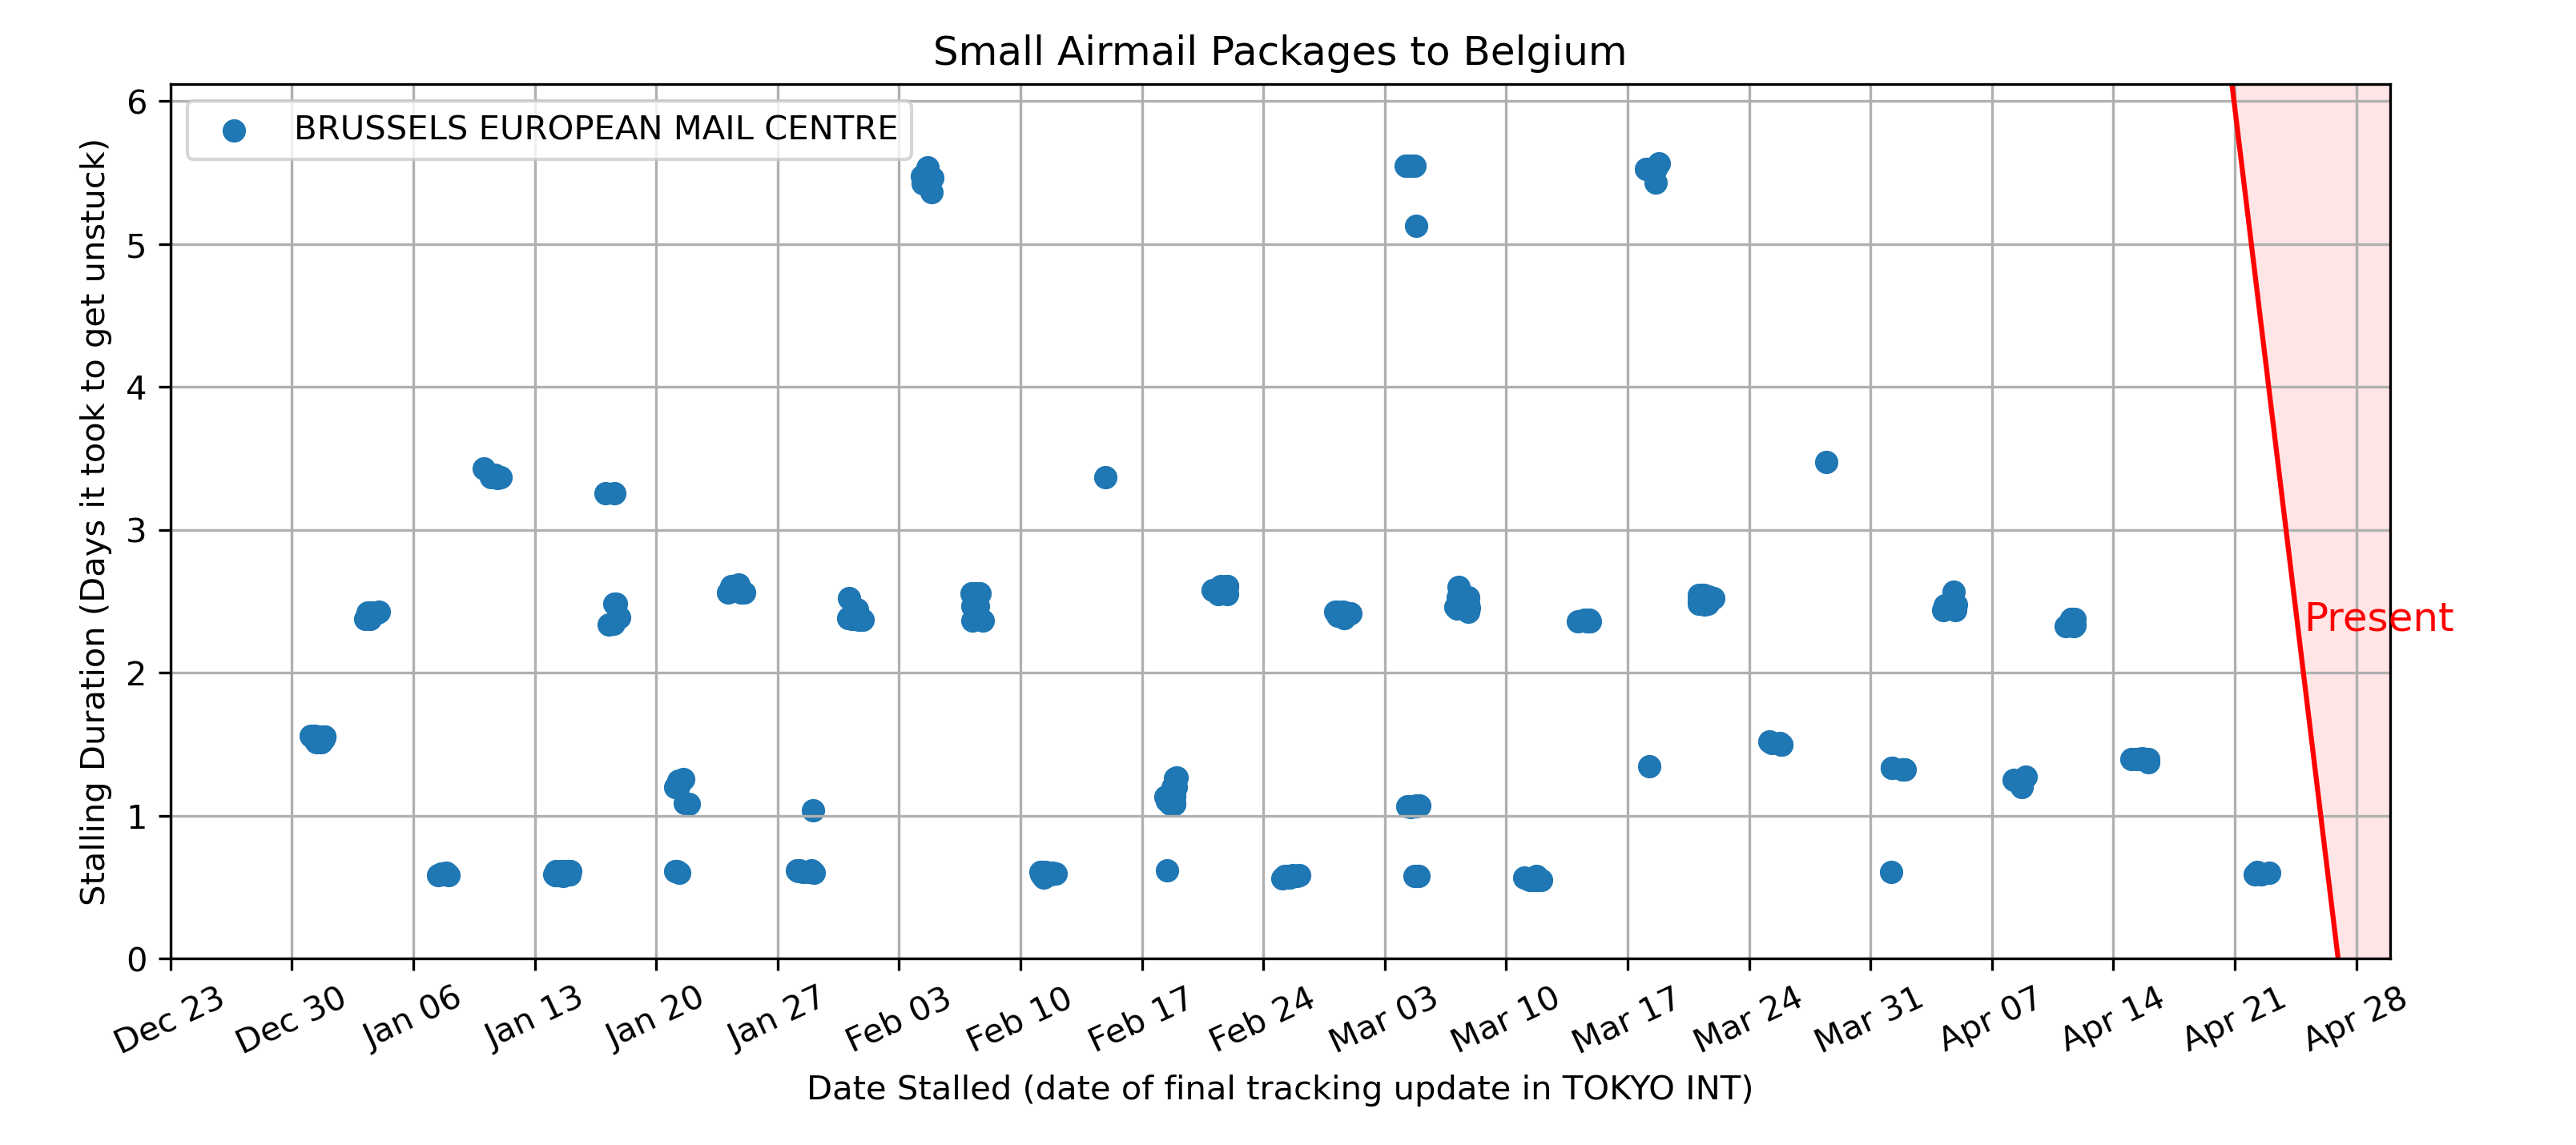 Small Airmail Packages to Belgium
BRUSSELS EUROPEAN MAIL CENTRE
Stalling Duration (Days it took to get unstuck)
6
5
4
3
2
1
0
Present
Dec 23
Dec 30
Jan 06
Jan 13
Jan 20
Jan 27
Feb 03
Feb 10
Feb 17
Feb 24
Mar 03
Mar 10
Mar 17
Mar 24
Mar 31
Apr 07
Apr 14
Apr 21
Apr 28
Date Stalled (date of final tracking update in TOKYO INT)